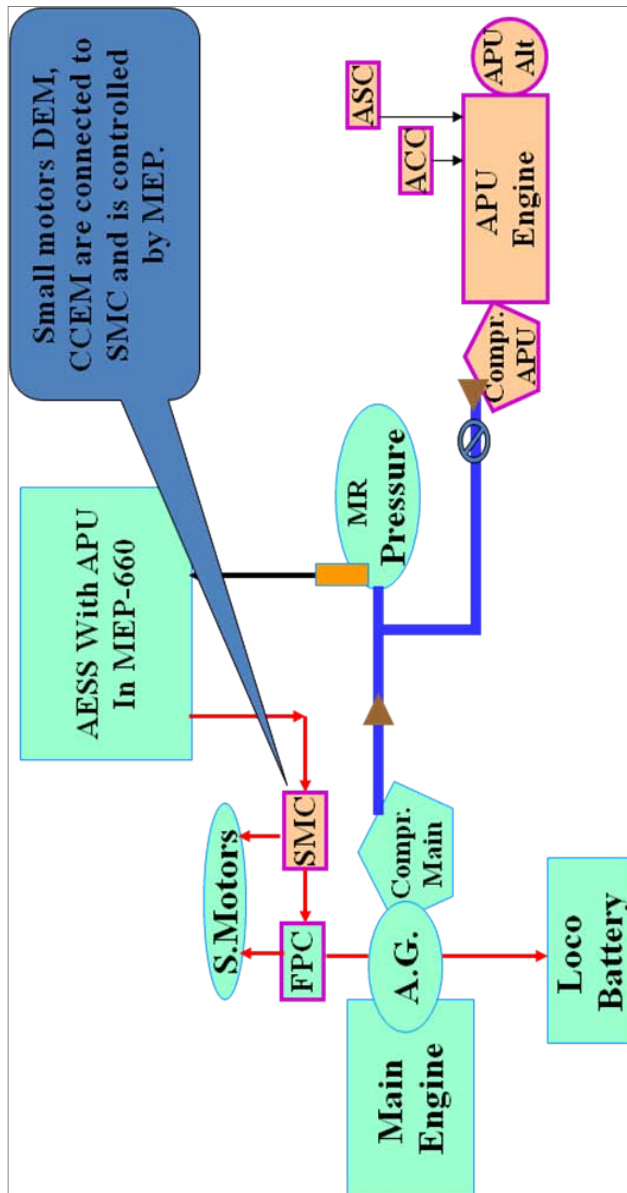 Small motors DEM,
CCEM are connected to
SMC and is controlled
by MEP.
AESS With APU
In MEP-660
S.Motors
FPC
SMC
ASC
ACC
MR
Pressure
Main
Engine
A.G.
Compr.
Main
Compr.
APU
APU
Engine
APU
Alt
Loco
Battery